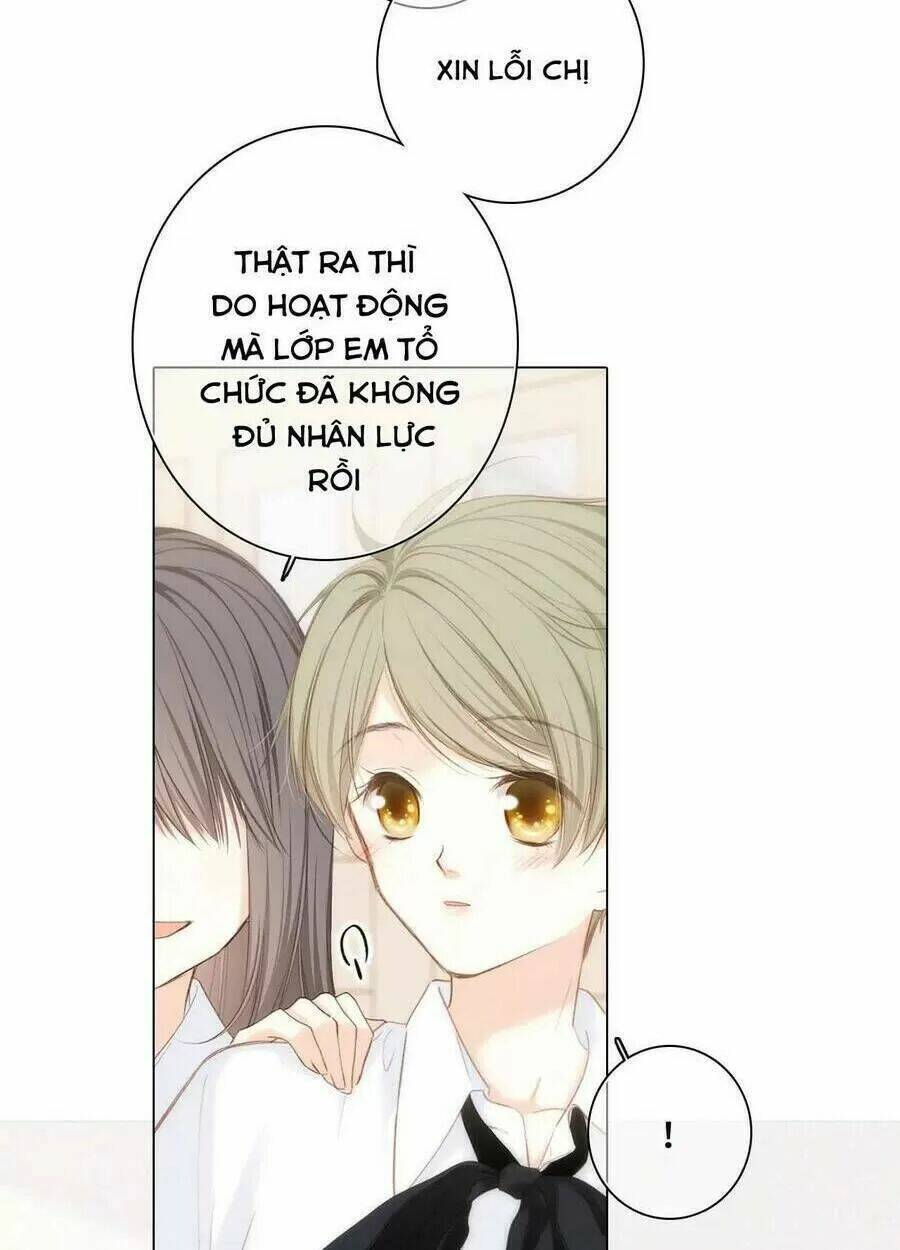 XIN LỖI CHỊ
THẬT RA THÌ
DO HOẠT ĐỘNG
MÀ LỚP EM TỔ
CHỨC ĐÃ KHÔNG
ĐỦ NHÂN LỰC
RỒI
!